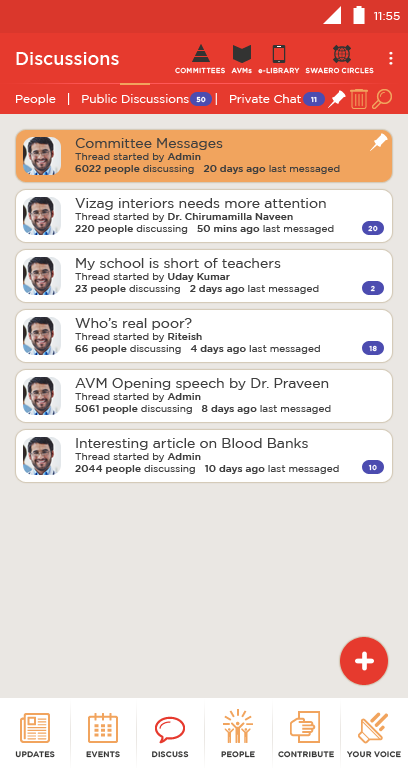 11:55
Discussions
COMMITTEES AVMs e-LIBRARY SWAERO CIRCLES
People | Public Discussions 50 | Private Chat 11
Committee Messages
Thread started by Admin
6022 people discussing 20 days ago last messaged
Vizag interiors needs more attention
Thread started by Dr. Chirumamilla Naveen
220 people discussing 50 mins ago last messaged 20
My school is short of teachers
Thread started by Uday Kumar
23 people discussing 2 days ago last messaged 2
Who's real poor?
Thread started by Riteish
66 people discussing 4 days ago last messaged 18
AVM Opening speech by Dr. Praveen
Thread started by Admin
5061 people discussing 8 days ago last messaged
Interesting article on Blood Banks
Thread started by Admin
2044 people discussing 10 days ago last messaged 10
UPDATES EVENTS DISCUSS PEOPLE CONTRIBUTE YOUR VOICE